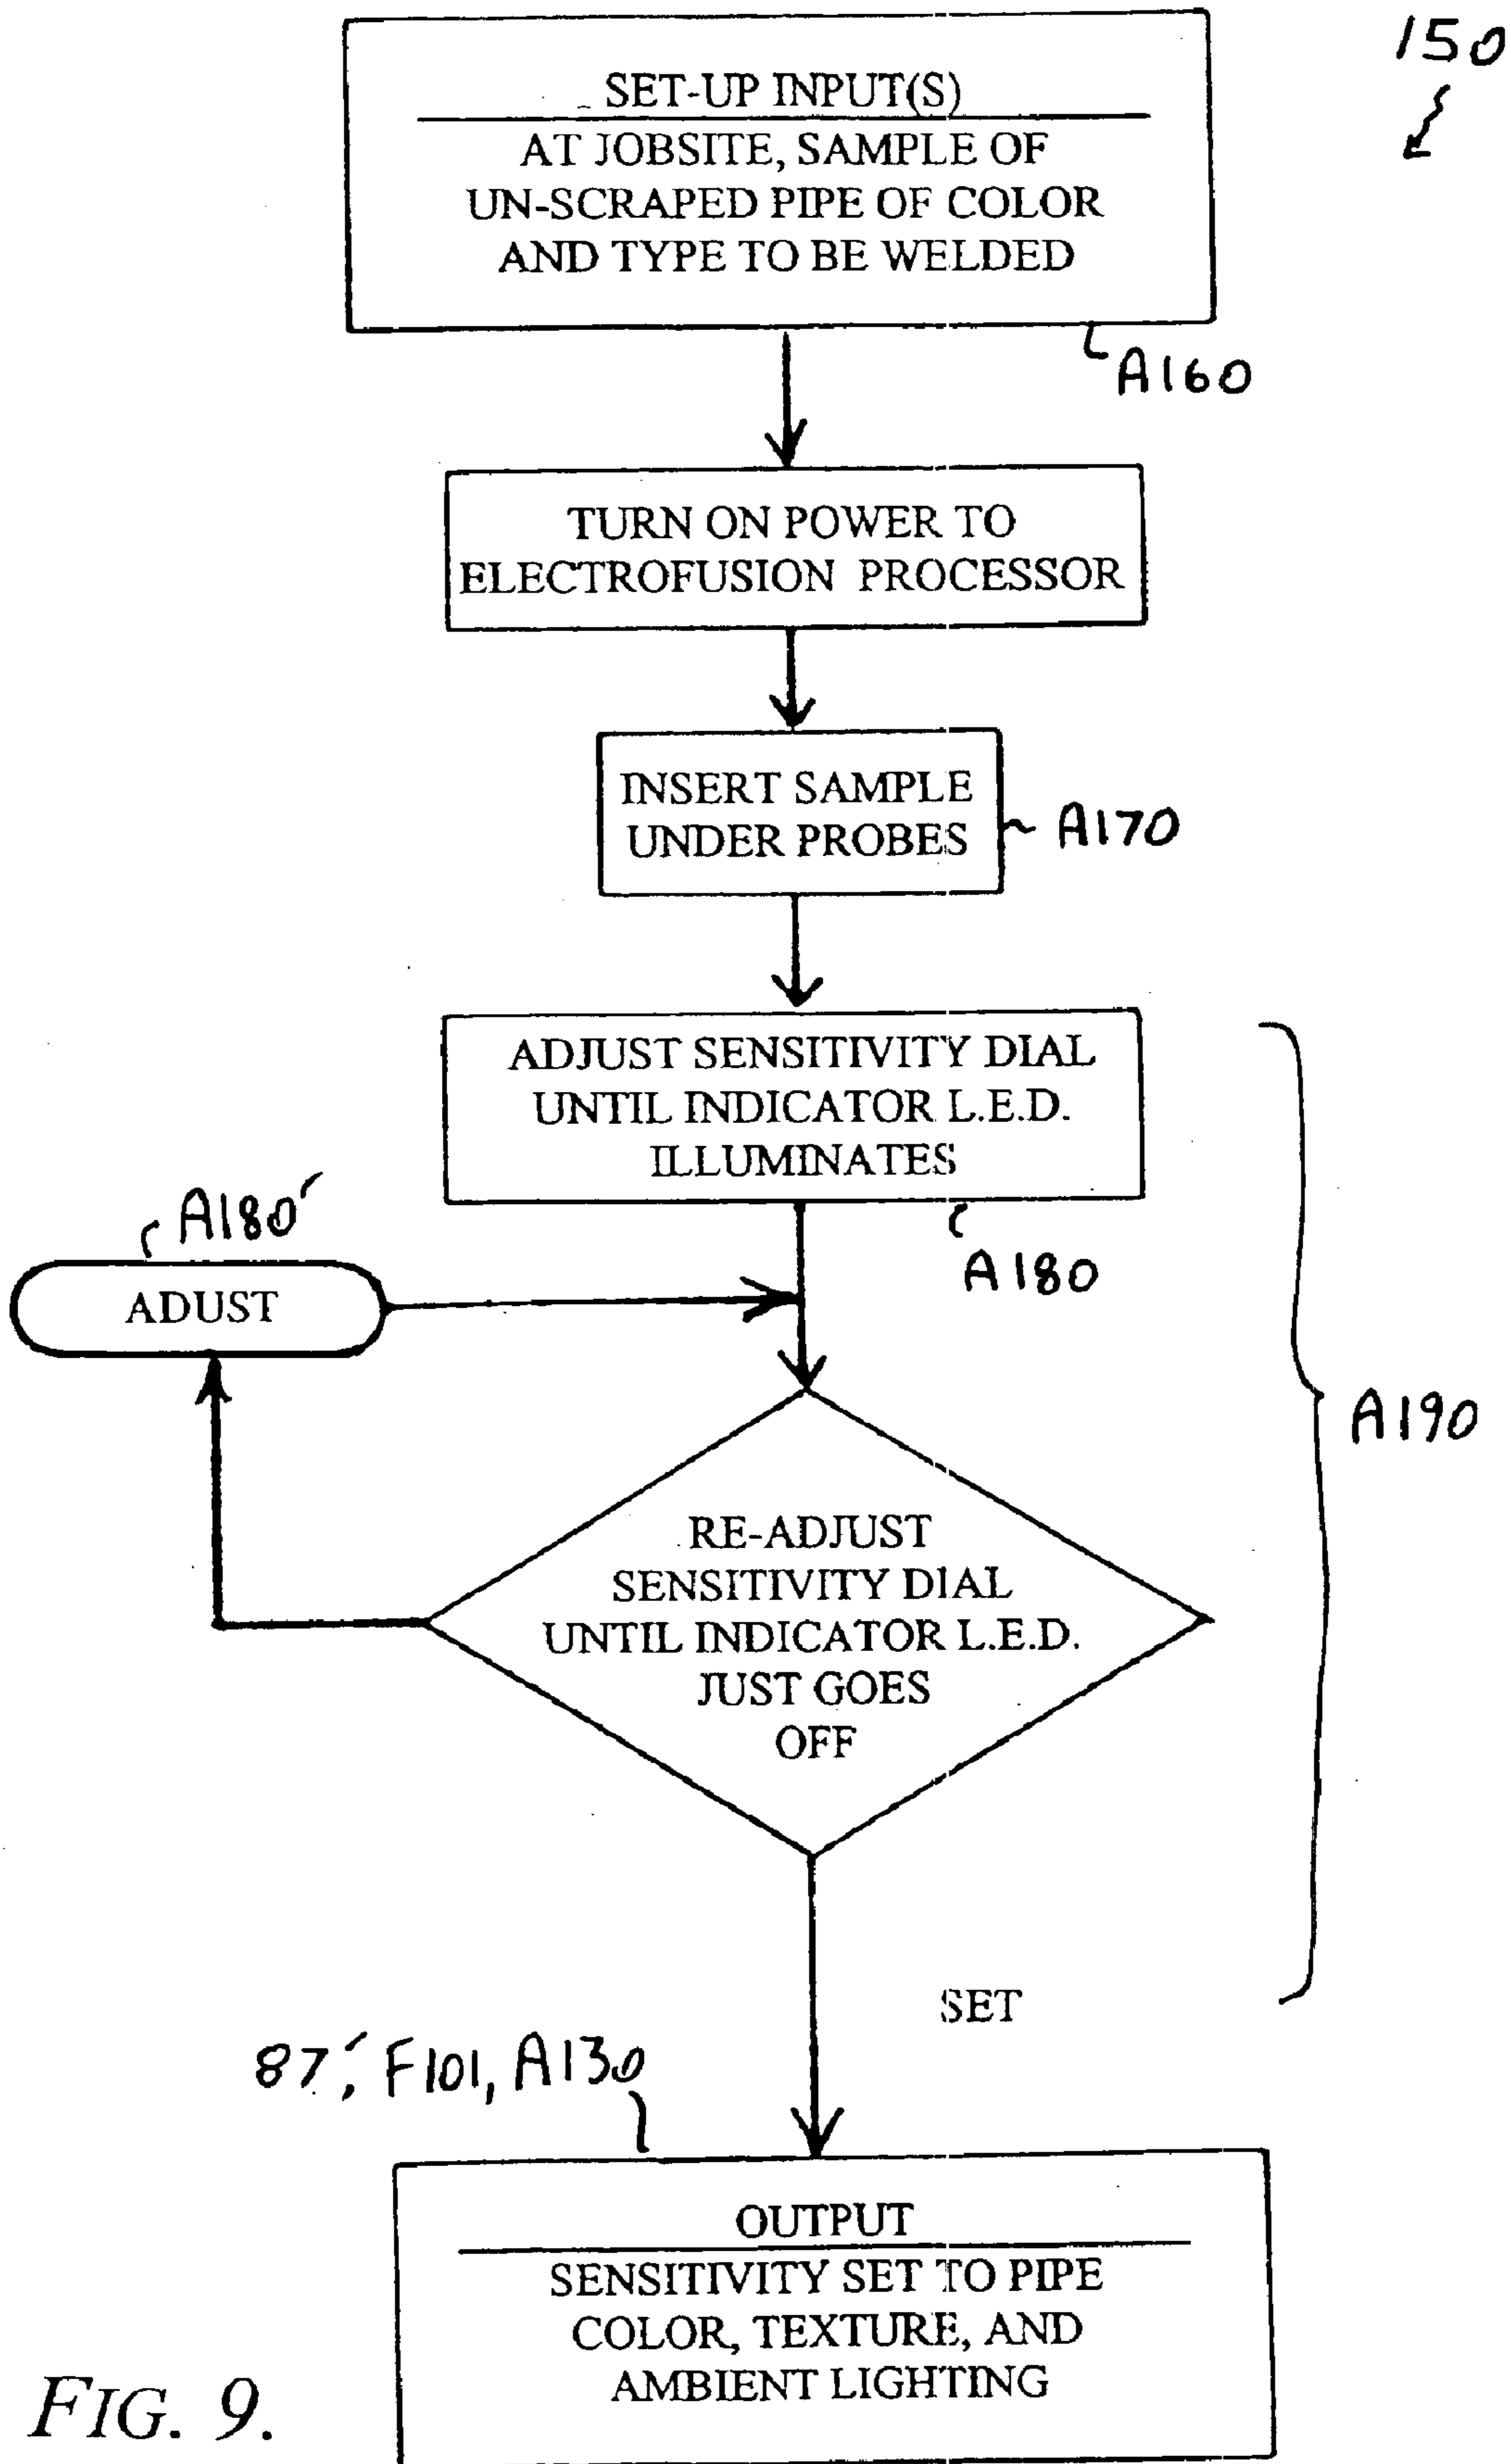 150
SET-UP INPUT(S)
AT JOBSITE, SAMPLE OF
UN-SCRAPED PIPE OF COLOR
AND TYPE TO BE WELDED
A160
TURN ON POWER TO
ELECTROFUSION PROCESSOR
INSERT SAMPLE
UNDER PROBES
A170
ADJUST SENSITIVITY DIAL
UNTIL INDICATOR L.E.D.
ILLUMINATES
A180'
A180
ADUST
A190
RE-ADJUST
SENSITIVITY DIAL
UNTIL INDICATOR L.E.D.
JUST GOES
OFF
SET
87', F101, A130
OUTPUT
SENSITIVITY SET TO PIPE
COLOR, TEXTURE, AND
AMBIENT LIGHTING
FIG. 9.